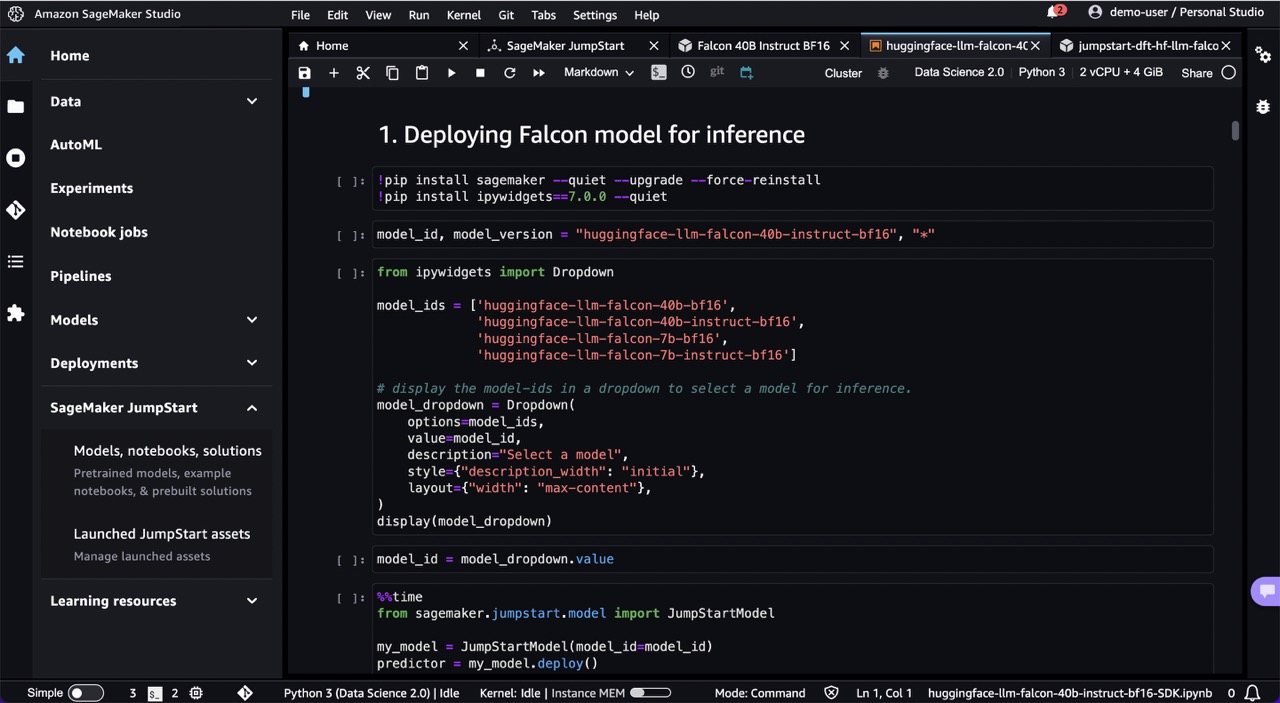 Amazon SageMaker Studio
File Edit View Run Kernel Git Tabs Settings Help
2
demo-user / Personal Studio
Home
Data
AutoML
Experiments
Notebook jobs
Pipelines
Models
Deployments
SageMaker JumpStart
Models, notebooks, solutions
Pretrained models, example
notebooks, & prebuilt solutions
Launched JumpStart assets
Manage launched assets
Learning resources
Home SageMaker JumpStart Falcon 40B Instruct BF16 huggingface-llm-falcon-40 jumpstart-dft-hf-llm-falco
Markdown git Cluster Data Science 2.0 Python 3 2 vCPU + 4 GiB Share
1. Deploying Falcon model for inference
[ ]: !pip install sagemaker --quiet --upgrade --force-reinstall
!pip install ipywidgets==7.0.0 --quiet
[ ]: model_id, model_version = "huggingface-llm-falcon-40b-instruct-bf16", "*"
[ ]: from ipywidgets import Dropdown
model_ids = ['huggingface-llm-falcon-40b-bf16',
'huggingface-llm-falcon-40b-instruct-bf16',
'huggingface-llm-falcon-7b-bf16',
'huggingface-llm-falcon-7b-instruct-bf16']
# display the model-ids in a dropdown to select a model for inference.
model_dropdown = Dropdown(
options=model_ids,
value=model_id,
description="Select a model",
style={"description_width": "initial"},
layout={"width": "max-content"},
)
display(model_dropdown)
[ ]: model_id = model_dropdown.value
[ ]: %%time
from sagemaker.jumpstart.model import JumpStartModel
my_model = JumpStartModel(model_id=model_id)
predictor = my_model.deploy()
Simple 3 $_ 2 Python 3 (Data Science 2.0) | Idle Kernel: Idle | Instance MEM Mode: Command Ln 1, Col 1 huggingface-llm-falcon-40b-instruct-bf16-SDK.ipynb 0